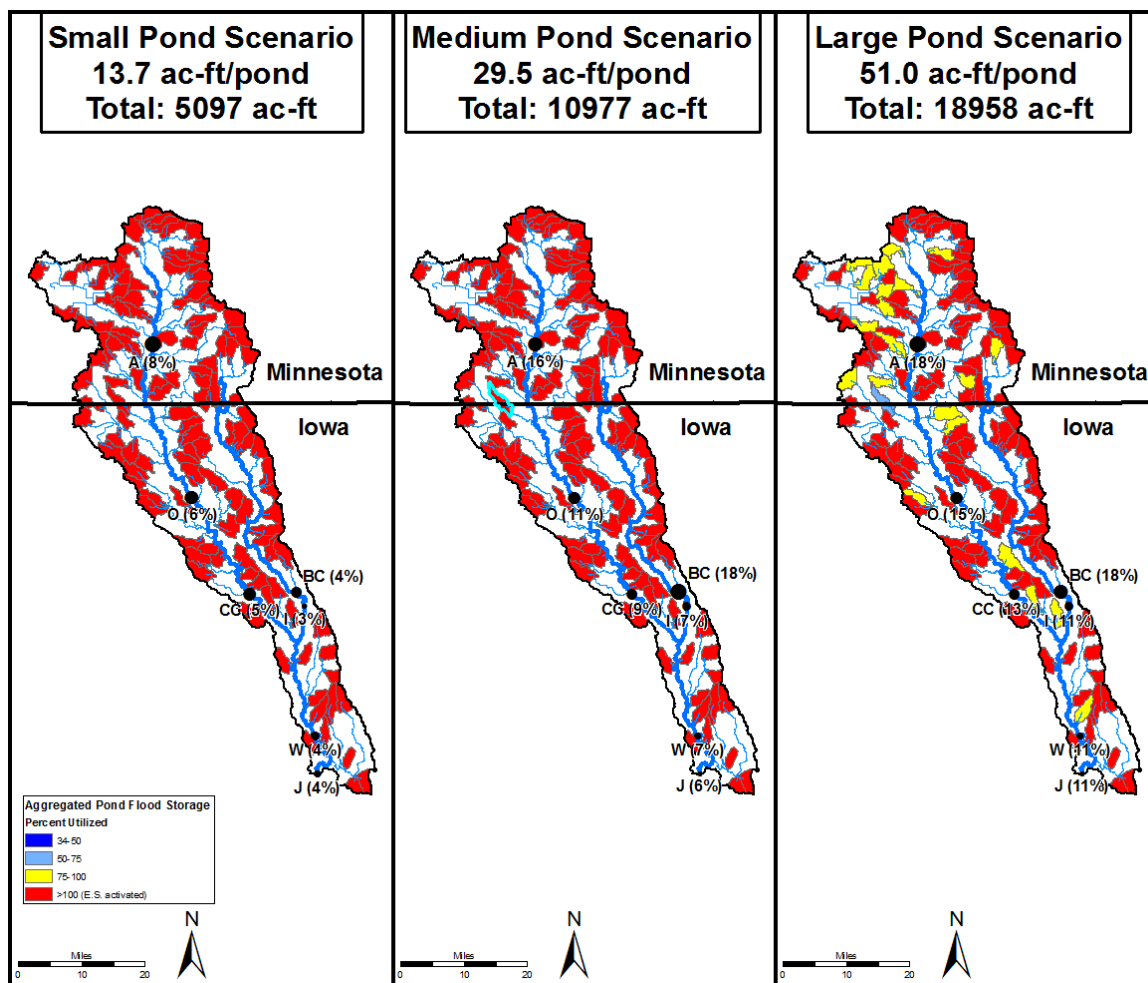 Small Pond Scenario
13.7 ac-ft/pond
Total: 5097 ac-ft
A (8%)
Minnesota
Iowa
O (6%)
BC (4%)
CC (5%)
I (3%)
W (4%)
J (4%)
Aggregated Pond Flood Storage
Percent Utilized
34-50
50-75
75-100
>100 (E.S. activated)
N
Miles
0 10 20
Medium Pond Scenario
29.5 ac-ft/pond
Total: 10977 ac-ft
A (16%)
Minnesota
Iowa
O (11%)
BC (18%)
CC (9%)
I (7%)
W (7%)
J (6%)
N
Miles
0 10 20
Large Pond Scenario
51.0 ac-ft/pond
Total: 18958 ac-ft
A (18%)
Minnesota
Iowa
O (15%)
BC (18%)
CC (13%)
I (11%)
W (11%)
J (11%)
N
Miles
0 10 20